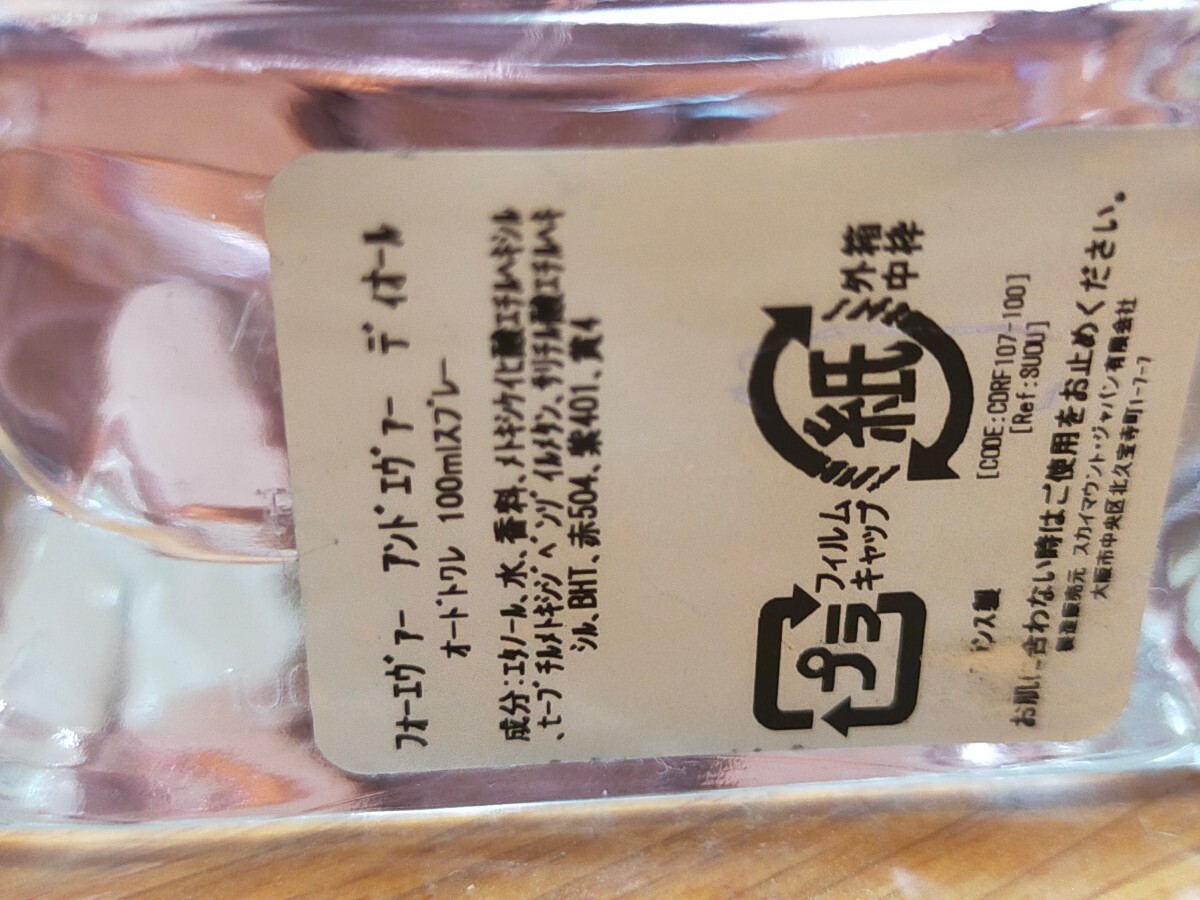 フォーエヴァー アンド エヴァー ディオール
オードトワレ 100mlスプレー
成分:エタノール、水、香料、メトキシケイヒ酸エチルヘキシル
、t-ブチルメトキシジベンゾイルメタン、サリチル酸エチルヘキ
シル、BHT、赤504、紫401、黄4
プラ
フィルム
キャップ
紙
外箱
中枠
ンス製
[CODE:CDRF107-100]
[Ref:SUOU]
お肌に合わない時はご使用をお止めください。
製造販売元 スカイマウント・ジャパン有限会社
大阪市中央区北久宝寺町1-7-7